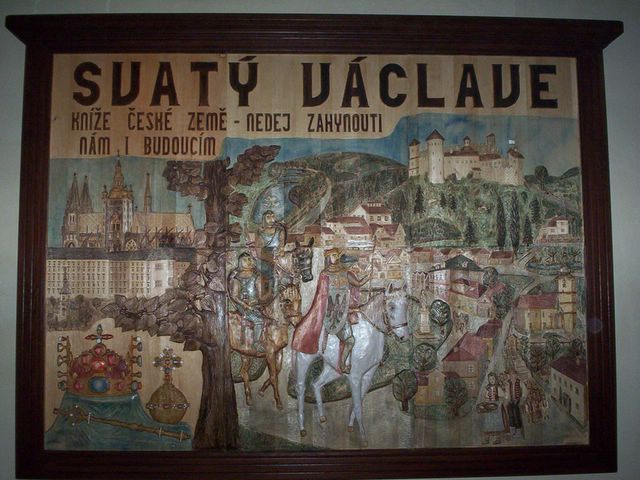 SVATÝ VÁCLAVE
KNÍŽE ČESKÉ ZEMĚ - NEDEJ ZAHYNOUTI
NÁM I BUDOUCÍM